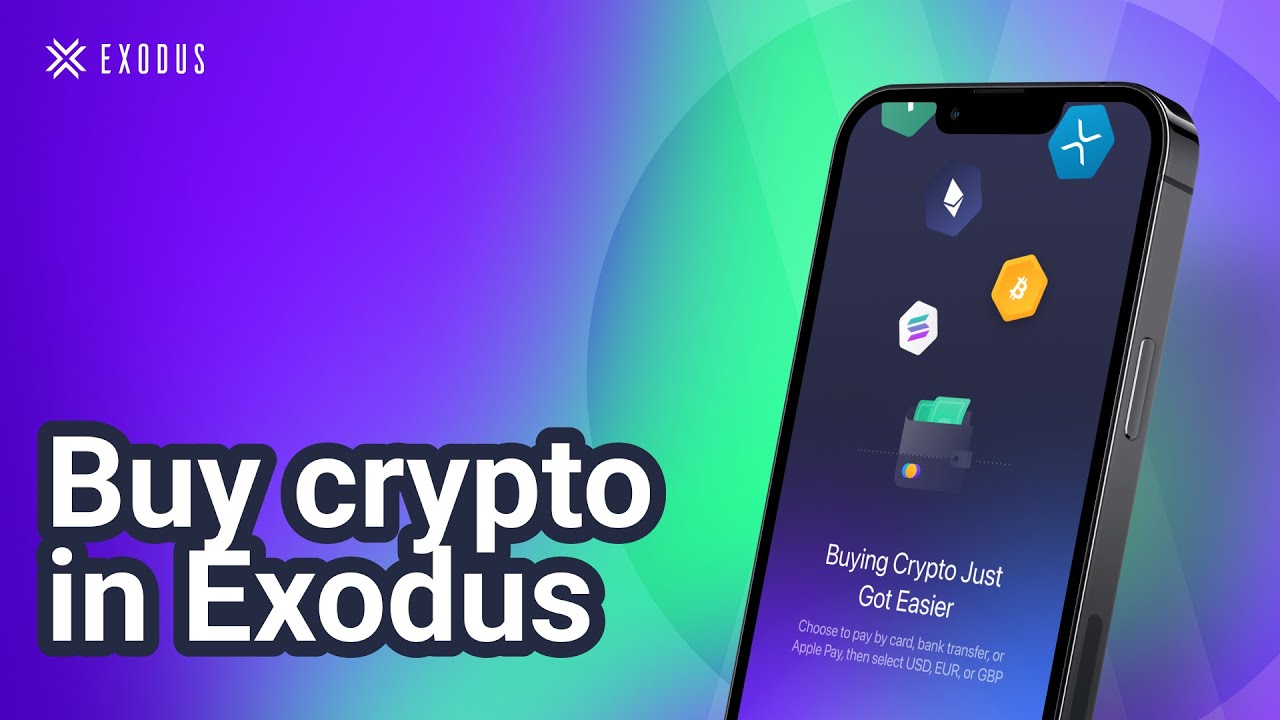 EXODUS
Buy crypto
in Exodus
Buying Crypto Just
Got Easier
Choose to pay by card, bank transfer, or
Apple Pay, then select USD, EUR, or GBP